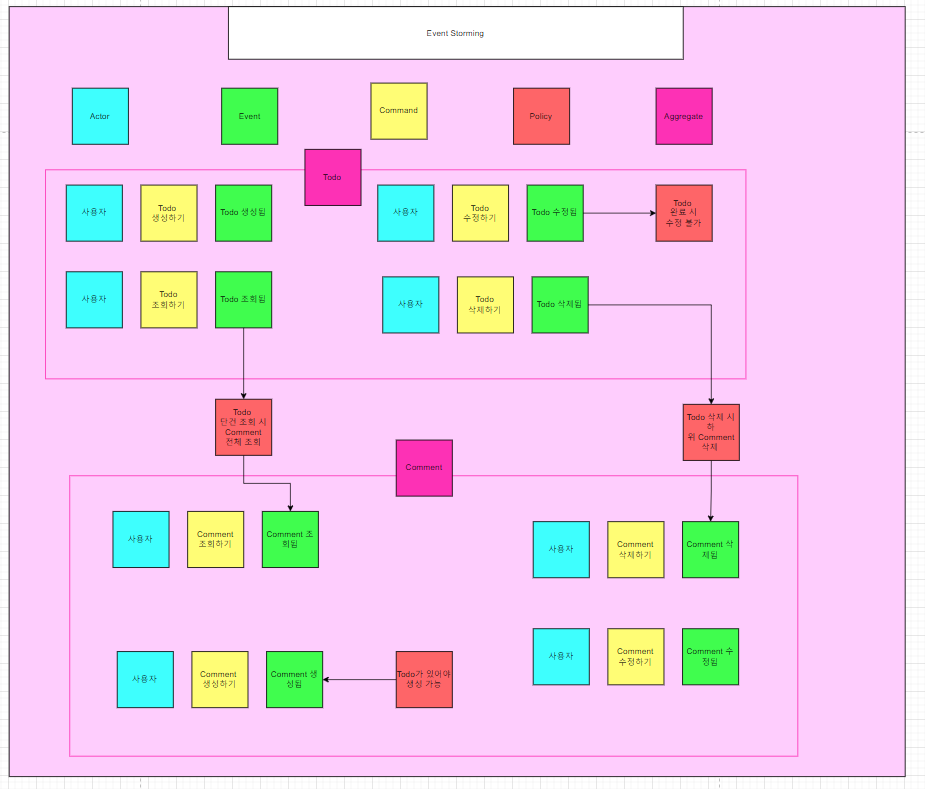 Event Storming
Actor
Event
Command
Policy
Aggregate
Todo
사용자
Todo
생성하기
Todo 생성됨
사용자
Todo
수정하기
Todo 수정됨
Todo
완료 시
수정 불가
사용자
Todo
조회하기
Todo 조회됨
사용자
Todo
삭제하기
Todo 삭제됨
Todo
단건 조회 시
Comment
전체 조회
Todo 삭제 시
하
위 Comment
삭제
Comment
사용자
Comment
조회하기
Comment 조
회됨
사용자
Comment
삭제하기
Comment 삭
제됨
사용자
Comment
수정하기
Comment 수
정됨
사용자
Comment
생성하기
Comment 생
성됨
Todo가 있어야
생성 가능